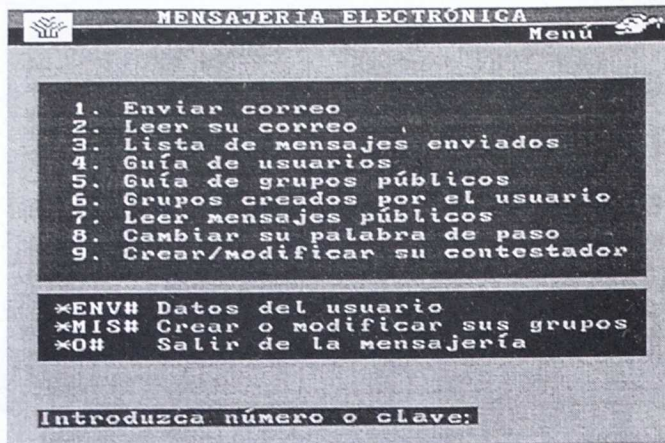 MENSAJERÍA ELECTRÓNICA
Menú
1. Enviar correo
2. Leer su correo
3. Lista de mensajes enviados
4. Guía de usuarios
5. Guía de grupos públicos
6. Grupos creados por el usuario
7. Leer mensajes públicos
8. Cambiar su palabra de paso
9. Crear/modificar su contestador
*ENV# Datos del usuario
*MIS# Crear o modificar sus grupos
*0# Salir de la mensajería
Introduzca número o clave: